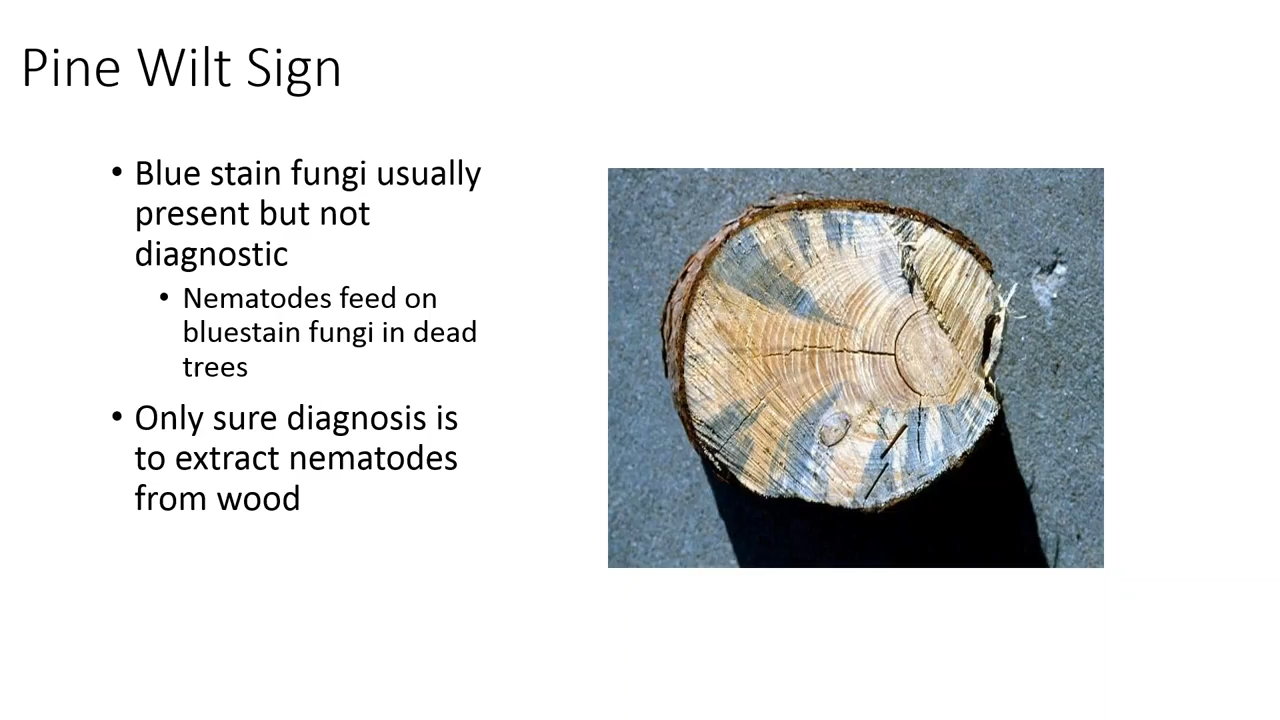 Pine Wilt Sign
• Blue stain fungi usually
present but not
diagnostic
• Nematodes feed on
bluestain fungi in dead
trees
• Only sure diagnosis is
to extract nematodes
from wood